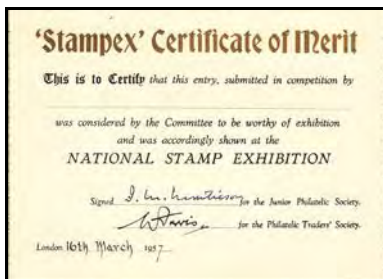 'Stampex' Certificate of Merit
This is to Certify that this entry, submitted in competition by
was considered by the Committee to be worthy of exhibition
and was accordingly shown at the
NATIONAL STAMP EXHIBITION
Signed for the Junior Philatelic Society.
for the Philatelic Traders' Society.
London 16th March 1957